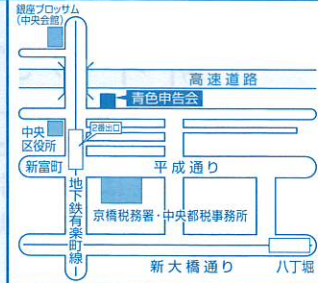 銀座ブロッサム
(中央会館)
高速道路
青色申告会
中央
区役所
2番出口
新富町
平成通り
地下鉄有楽町線
京橋税務署・中央都税事務所
新大橋通り
八丁堀